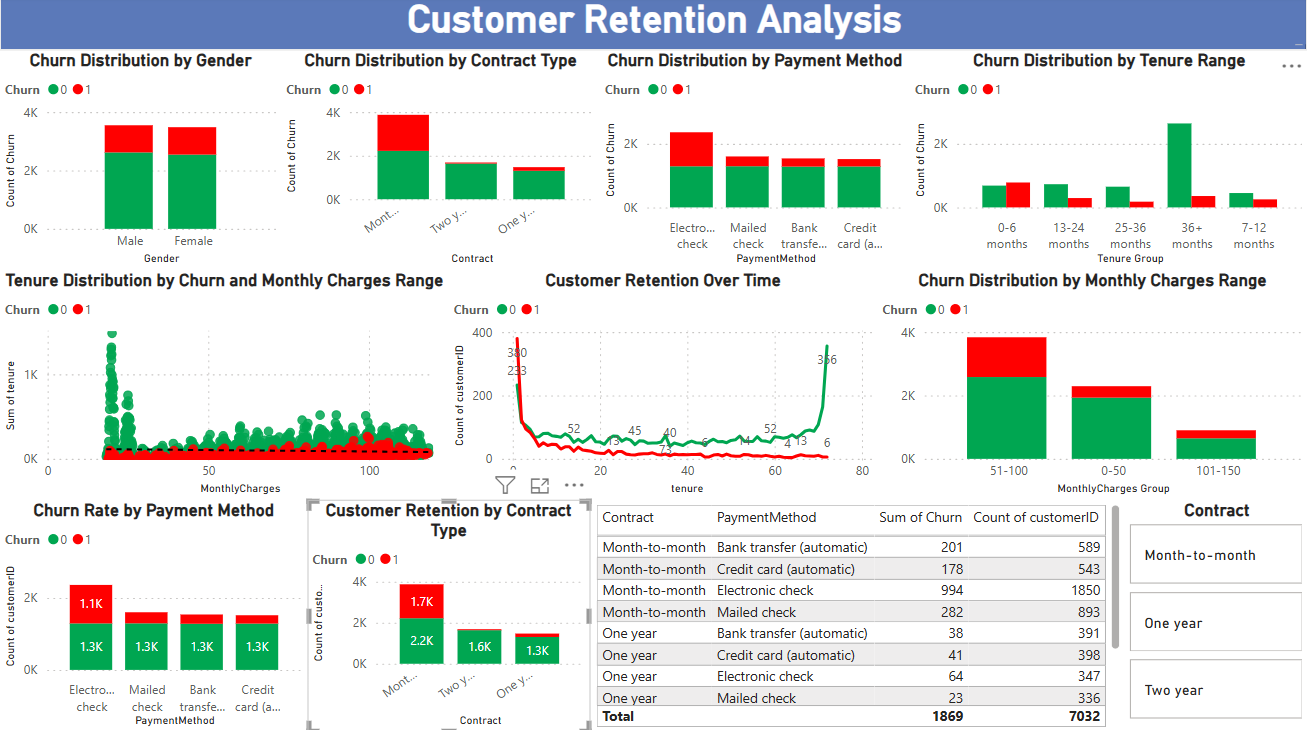 Customer Retention Analysis
Churn Distribution by Gender
Churn 0 1
Count of Churn
4K
2K
0K
Male Female
Gender
Churn Distribution by Contract Type
Churn 0 1
Count of Churn
4K
2K
0K
Mont... Two y... One y...
Contract
Churn Distribution by Payment Method
Churn 0 1
Count of Churn
2K
0K
Electro... Mailed Bank Credit
check check transfe... card (a...
PaymentMethod
Churn Distribution by Tenure Range
Churn 0 1
Count of Churn
2K
0K
0-6 13-24 25-36 36+ 7-12
months months months months months
Tenure Group
Tenure Distribution by Churn and Monthly Charges Range
Churn 0 1
Sum of tenure
1K
0K
0 50 100
MonthlyCharges
Customer Retention Over Time
Churn 0 1
Count of customerID
400
200
0
380
233
52
13
45
40
73
6
4
52
4
13
366
6
20 40 60 80
tenure
Churn Distribution by Monthly Charges Range
Churn 0 1
Count of customerID
4K
2K
0K
51-100 0-50 101-150
MonthlyCharges Group
Churn Rate by Payment Method
Churn 0 1
Count of customerID
2K
0K
1.1K
1.3K 1.3K 1.3K 1.3K
Electro... Mailed Bank Credit
check check transfe... card (a...
PaymentMethod
Customer Retention by Contract
Type
Churn 0 1
Count of custo...
4K
2K
0K
1.7K
2.2K 1.6K 1.3K
Mont... Two y... One y...
Contract
Contract PaymentMethod Sum of Churn Count of customerID
Month-to-month Bank transfer (automatic) 201 589
Month-to-month Credit card (automatic) 178 543
Month-to-month Electronic check 994 1850
Month-to-month Mailed check 282 893
One year Bank transfer (automatic) 38 391
One year Credit card (automatic) 41 398
One year Electronic check 64 347
One year Mailed check 23 336
Total 1869 7032
Contract
Month-to-month
One year
Two year